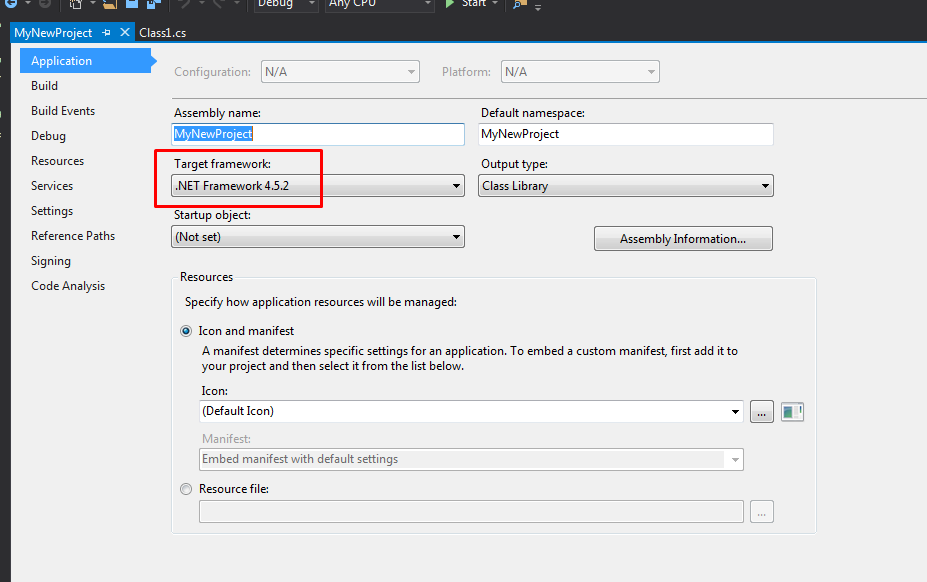 Debug Any CPU Start
MyNewProject Class1.cs
Application
Configuration: N/A Platform: N/A
Build
Build Events
Assembly name: Default namespace:
MyNewProject MyNewProject
Debug
Resources
Target framework: Output type:
.NET Framework 4.5.2 Class Library
Services
Settings
Startup object:
(Not set) Assembly Information...
Reference Paths
Signing
Code Analysis
Resources
Specify how application resources will be managed:
Icon and manifest
A manifest determines specific settings for an application. To embed a custom manifest, first add it to
your project and then select it from the list below.
Icon:
(Default Icon) ...
Manifest:
Embed manifest with default settings
Resource file:
...